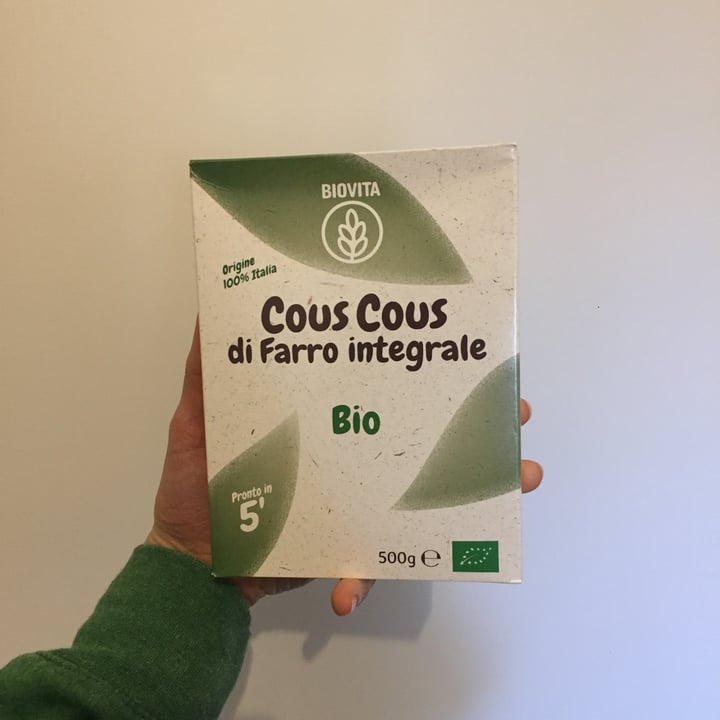 BIOVITA
Origine
100% Italia
Cous Cous
di Farro integrale
Bio
Pronto in
5'
500g ℮